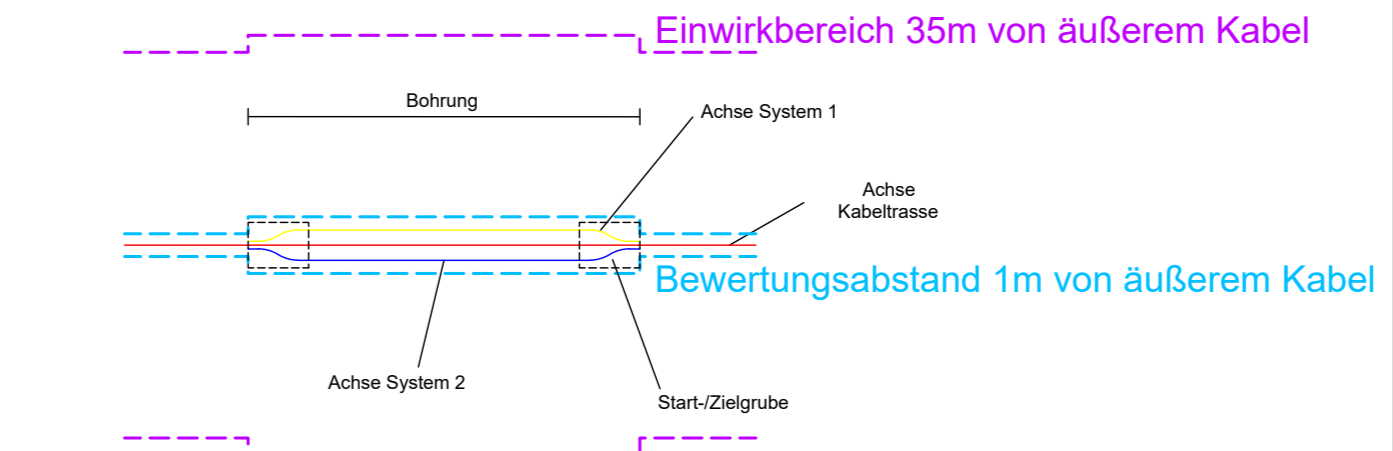 Einwirkbereich 35m von äußerem Kabel
Bohrung
Achse System 1
Achse
Kabeltrasse
Bewertungsabstand 1m von äußerem Kabel
Achse System 2
Start-/Zielgrube